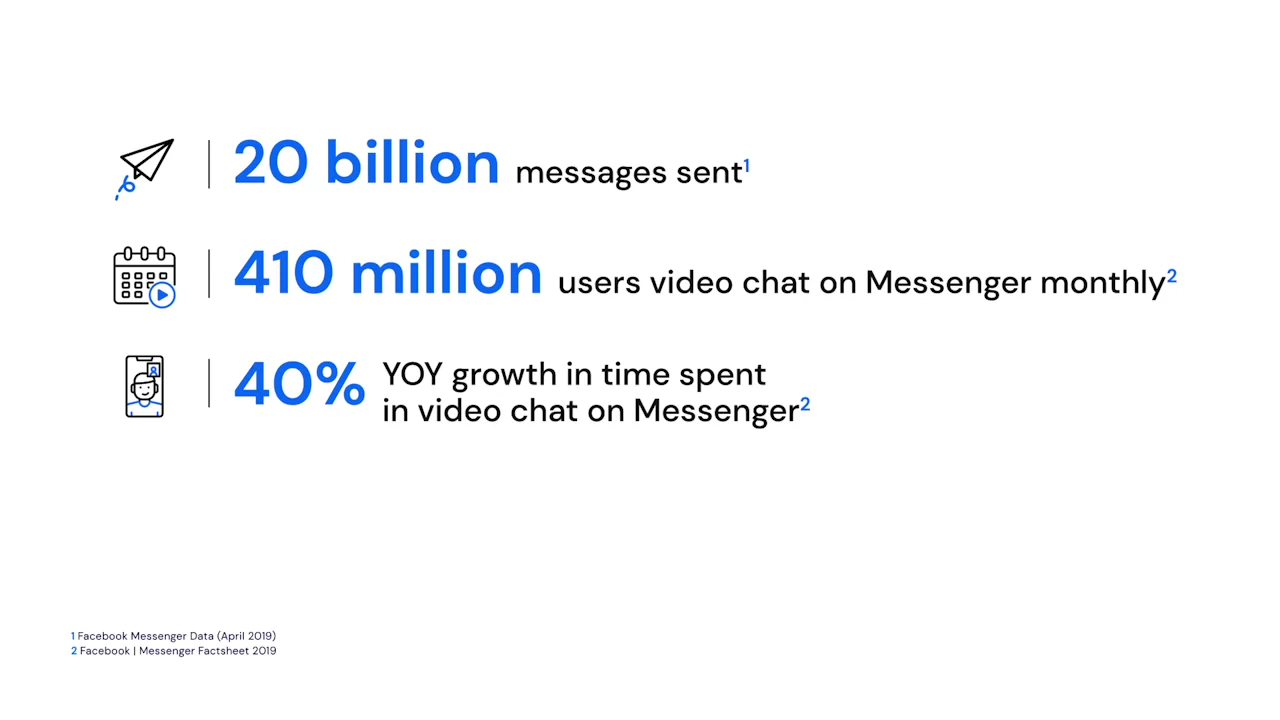 20 billion messages sent1
410 million users video chat on Messenger monthly2
40% YOY growth in time spent
in video chat on Messenger2
1 Facebook Messenger Data (April 2019)
2 Facebook | Messenger Factsheet 2019